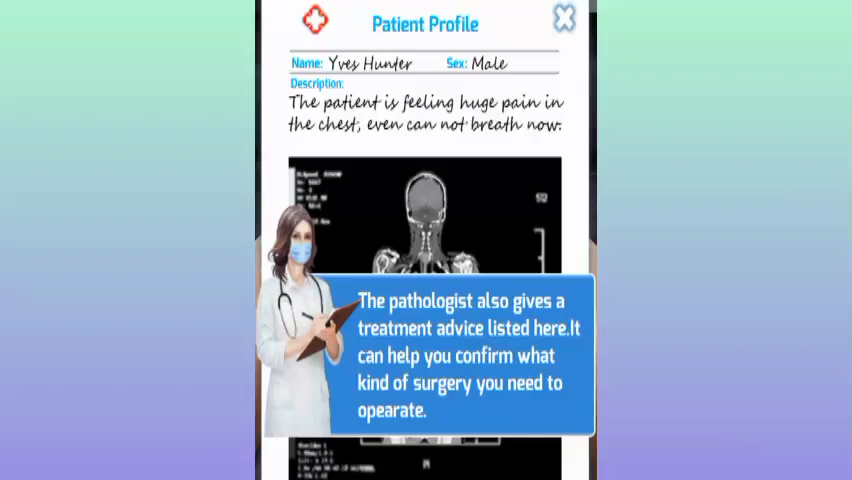 Patient Profile
Name: Yves Hunter Sex: Male
Description:
The patient is feeling huge pain in
the chest, even can not breath now.
512
The pathologist also gives a
treatment advice listed here.It
can help you confirm what
kind of surgery you need to
opearate.